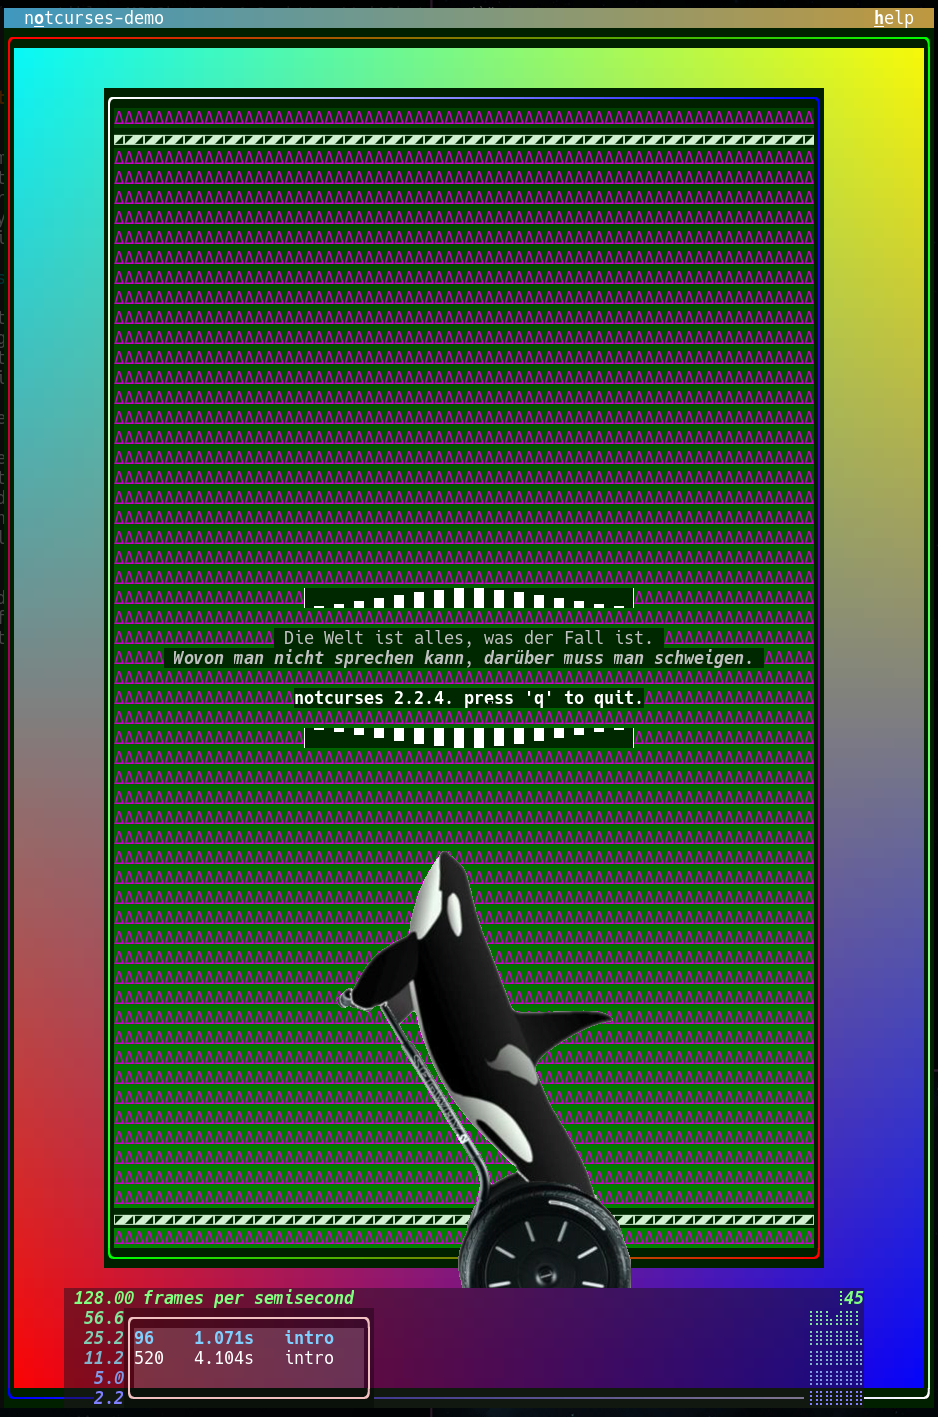 notcurses-demo help
Die Welt ist alles, was der Fall ist.
Wovon man nicht sprechen kann, darüber muss man schweigen.
notcurses 2.2.4. press 'q' to quit.
128.00 frames per semisecond 45
56.6
25.2 96 1.071s intro
11.2 520 4.104s intro
5.0
2.2